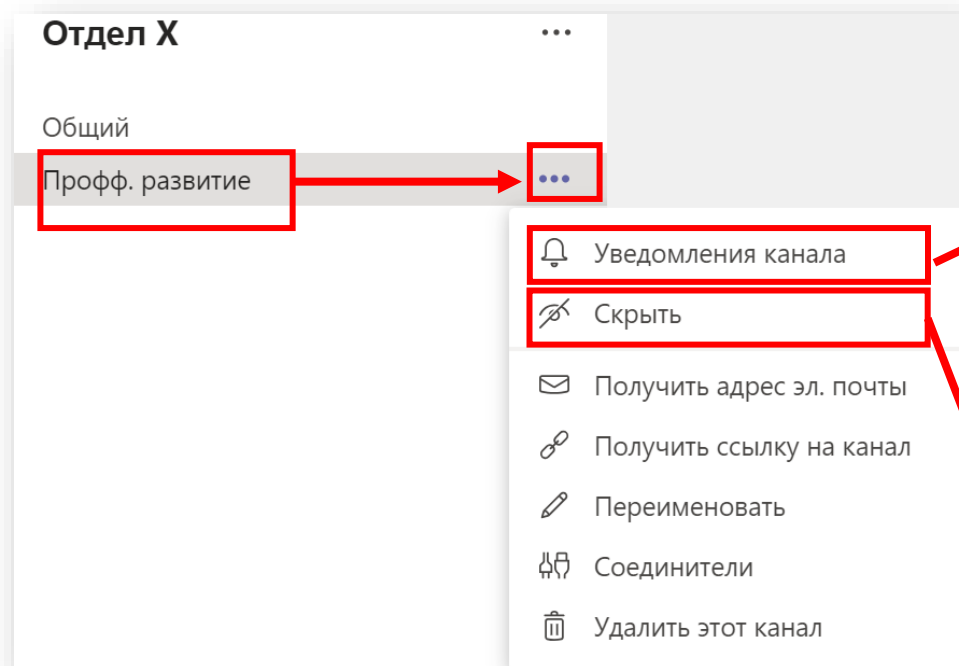 Отдел X
Общий
Профф. развитие
Уведомления канала
Скрыть
Получить адрес эл. почты
Получить ссылку на канал
Переименовать
Соединители
Удалить этот канал